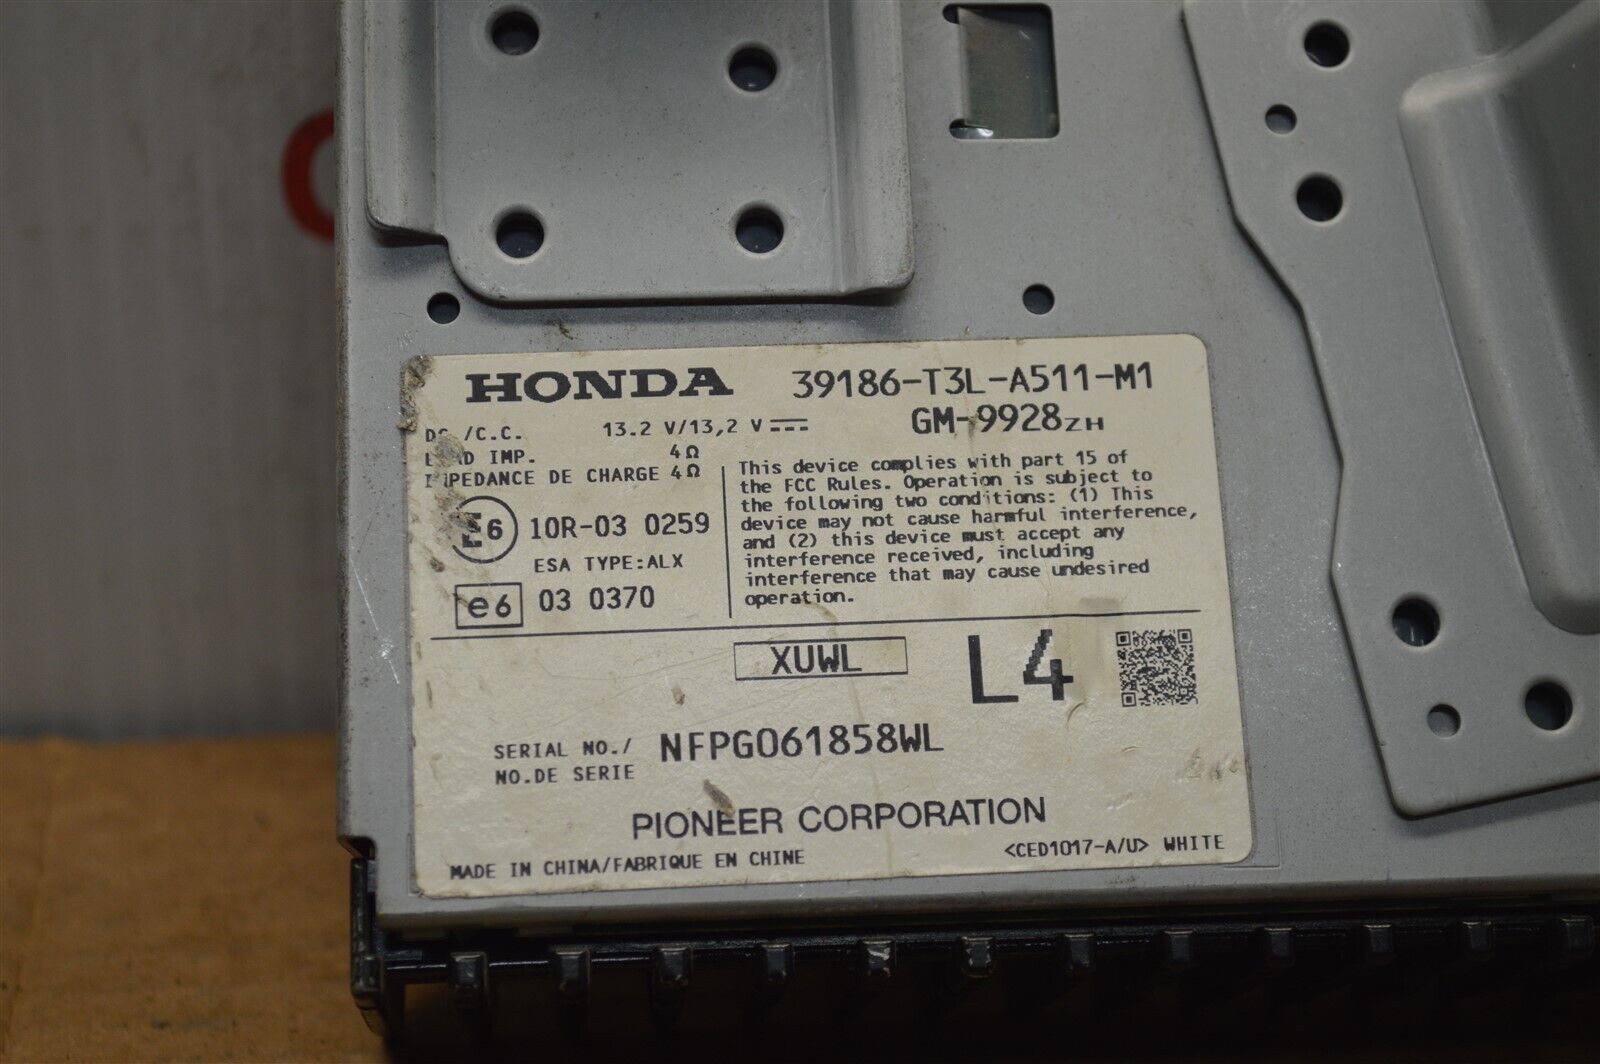 HONDA 39186-T3L-A511-M1
GM-9928ZH
/C.C. 13.2 V/13,2 V
IMP. 4Ω
IMPEDANCE DE CHARGE 4Ω
E6 10R-03 0259
ESA TYPE:ALX
e6 03 0370
This device complies with part 15 of
the FCC Rules. Operation is subject to
the following two conditions: (1) This
device may not cause harmful interference,
and (2) this device must accept any
interference received, including
interference that may cause undesired
operation.
XUWL
L4
SERIAL NO./ NFPG061858WL
NO.DE SERIE
PIONEER CORPORATION
MADE IN CHINA/FABRIQUE EN CHINE
<CED1017-A/U> WHITE